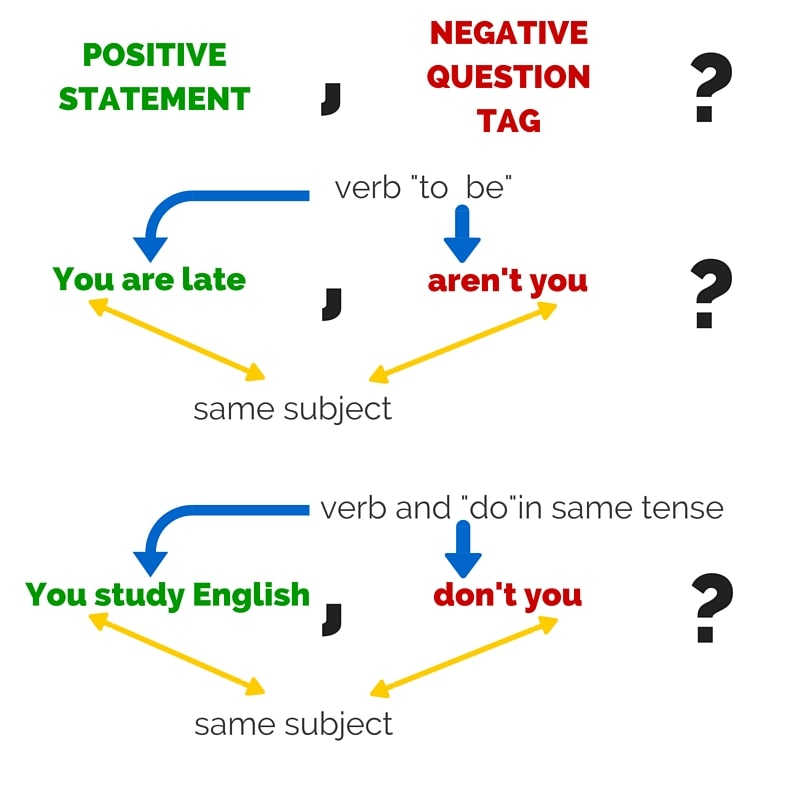 POSITIVE
STATEMENT
,
NEGATIVE
QUESTION
TAG
?
verb "to be"
You are late , aren't you ?
same subject
verb and "do"in same tense
You study English, don't you ?
same subject